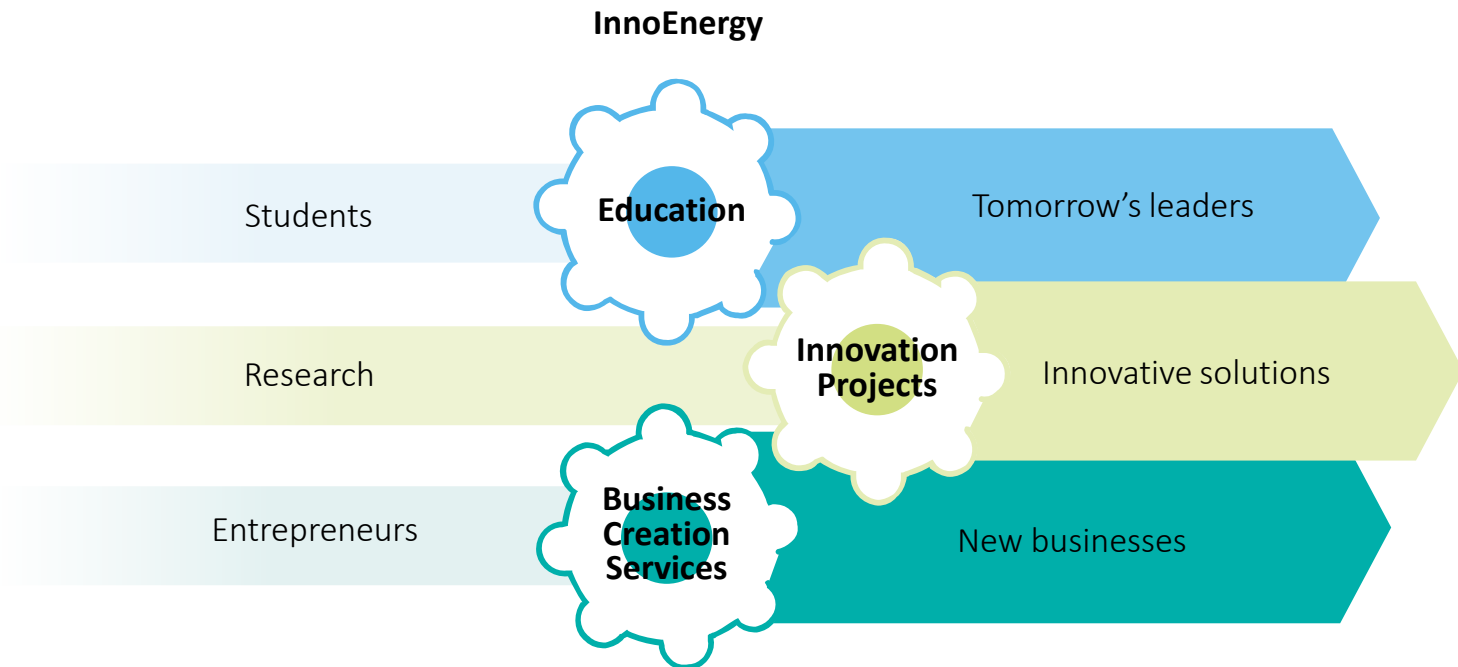 InnoEnergy
Students
Education
Tomorrow’s leaders
Research
Innovation
Projects
Innovative solutions
Entrepreneurs
Business
Creation
Services
New businesses